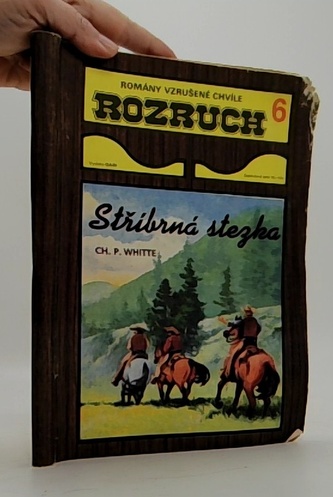 ROMÁNY VZRUŠENÉ CHVÍLE
ROZRUCH 6
Stříbrná stezka
CH. P. WHITTE